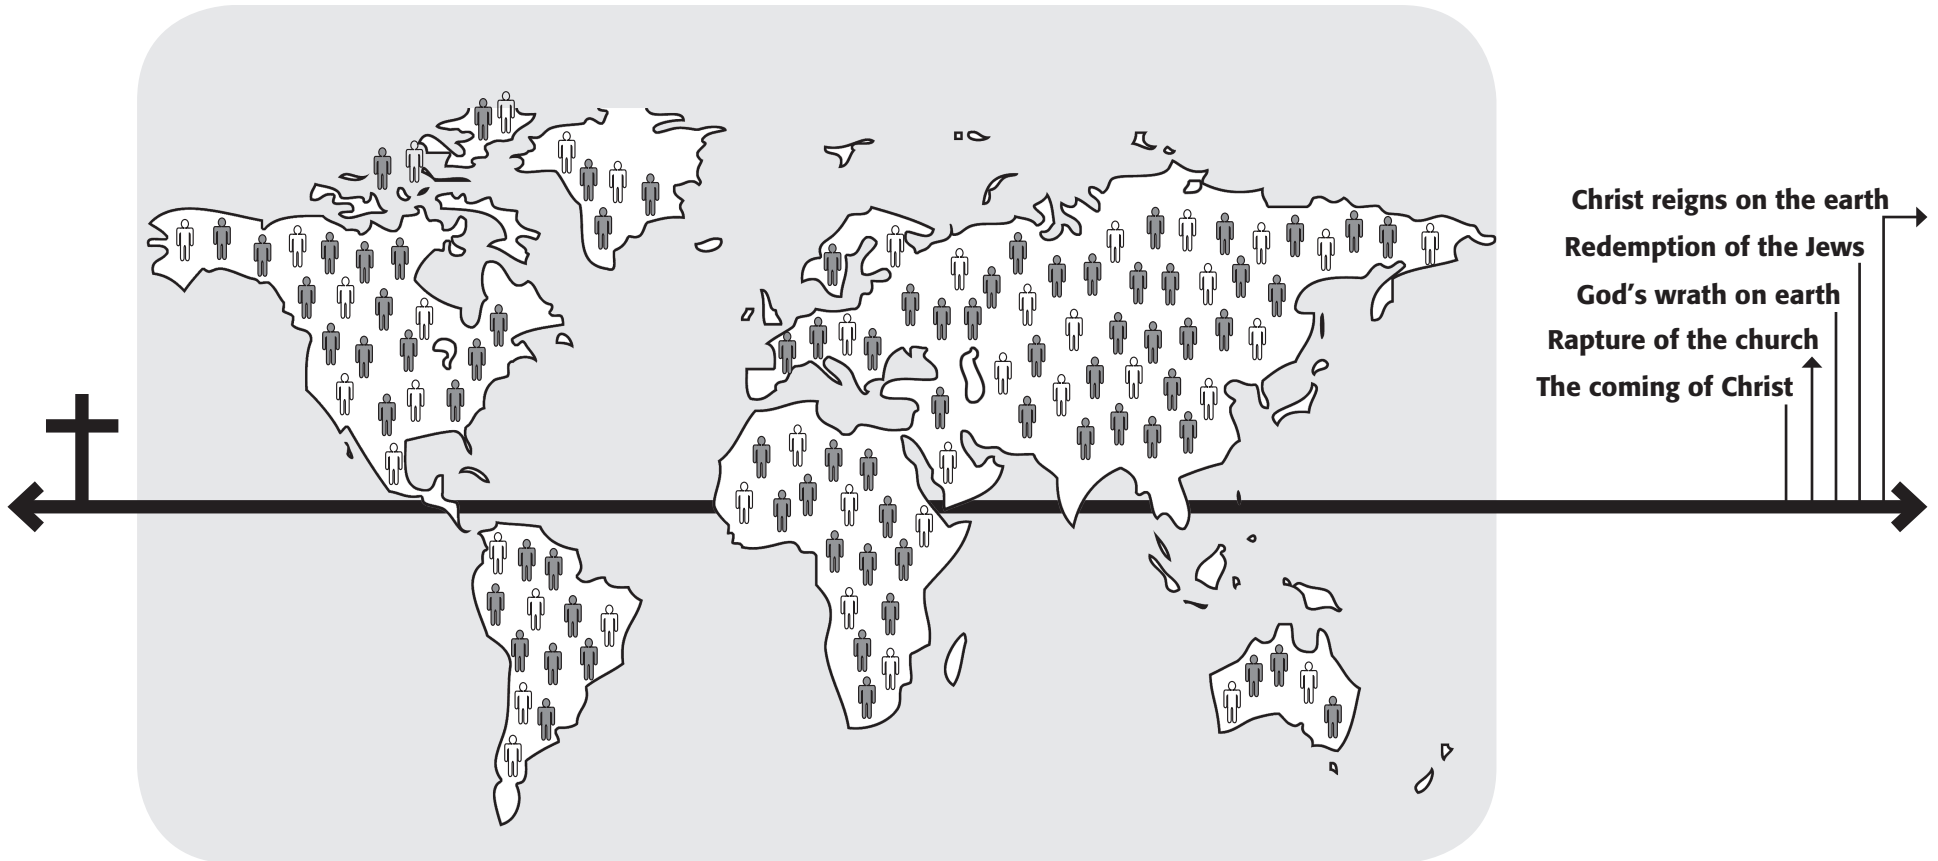 Christ reigns on the earth
Redemption of the Jews
God’s wrath on earth
Rapture of the church
The coming of Christ